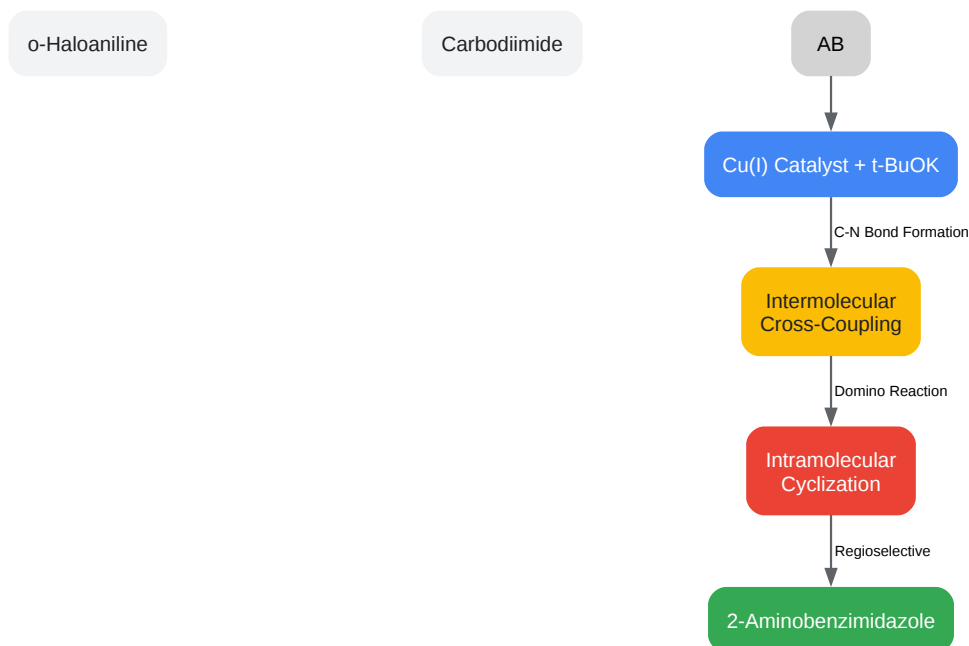 o-Haloaniline
Carbodiimide
AB
Cu(I) Catalyst + t-BuOK
C-N Bond Formation
Intermolecular
Cross-Coupling
Domino Reaction
Intramolecular
Cyclization
Regioselective
2-Aminobenzimidazole